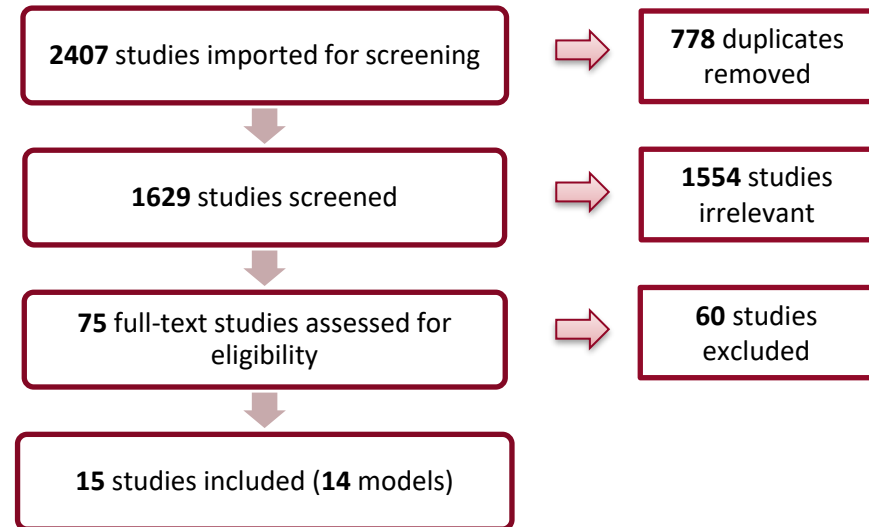 2407 studies imported for screening
778 duplicates
removed
1629 studies screened
1554 studies
irrelevant
75 full-text studies assessed for
eligibility
60 studies
excluded
15 studies included (14 models)